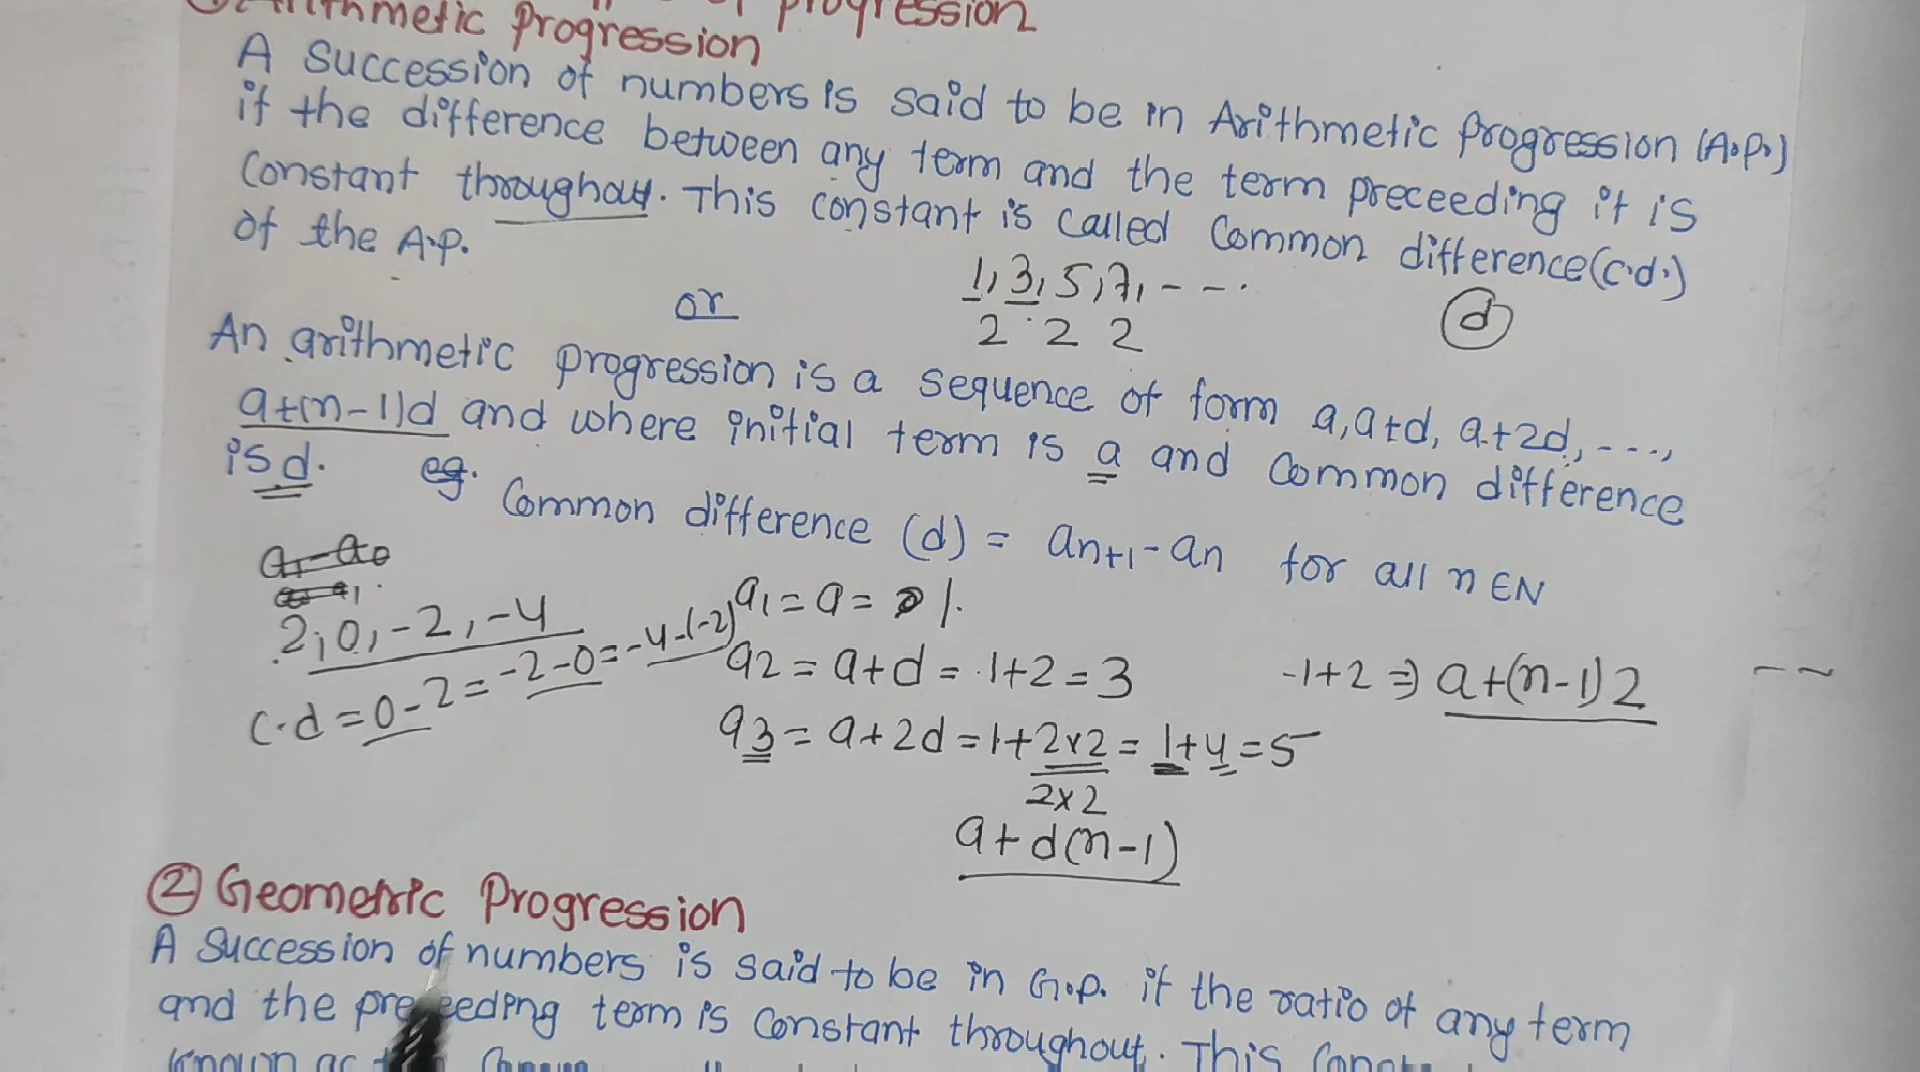 progression
Arithmetic Progression
A Succession of numbers is said to be in Arithmetic Progression (A.P.)
if the difference between any term and the term preceeding it is
Constant throughout. This constant is called Common difference (c.d.)
of the A.P.
1, 3, 5, 7, - - .
or
2 2 2
d
An arithmetic progression is a sequence of form a, a+d, a+2d, - - -,
a+(n-1)d and where initial term is a and Common difference
is d. eg.
Common difference (d) = an+1 - an for all n ∈ N
2, 0, -2, -4
c.d = 0-2 = -2-0 = -4-(-2)
a1 = a = 1.
a2 = a+d = 1+2 = 3
-1+2 ⇒ a+(n-1)2
a3 = a+2d = 1+2×2 = 1+4 = 5
2×2
a+d(n-1)
② Geometric Progression
A Succession of numbers is said to be in G.P. if the ratio of any term
and the preceeding term is Constant throughout. This
known as